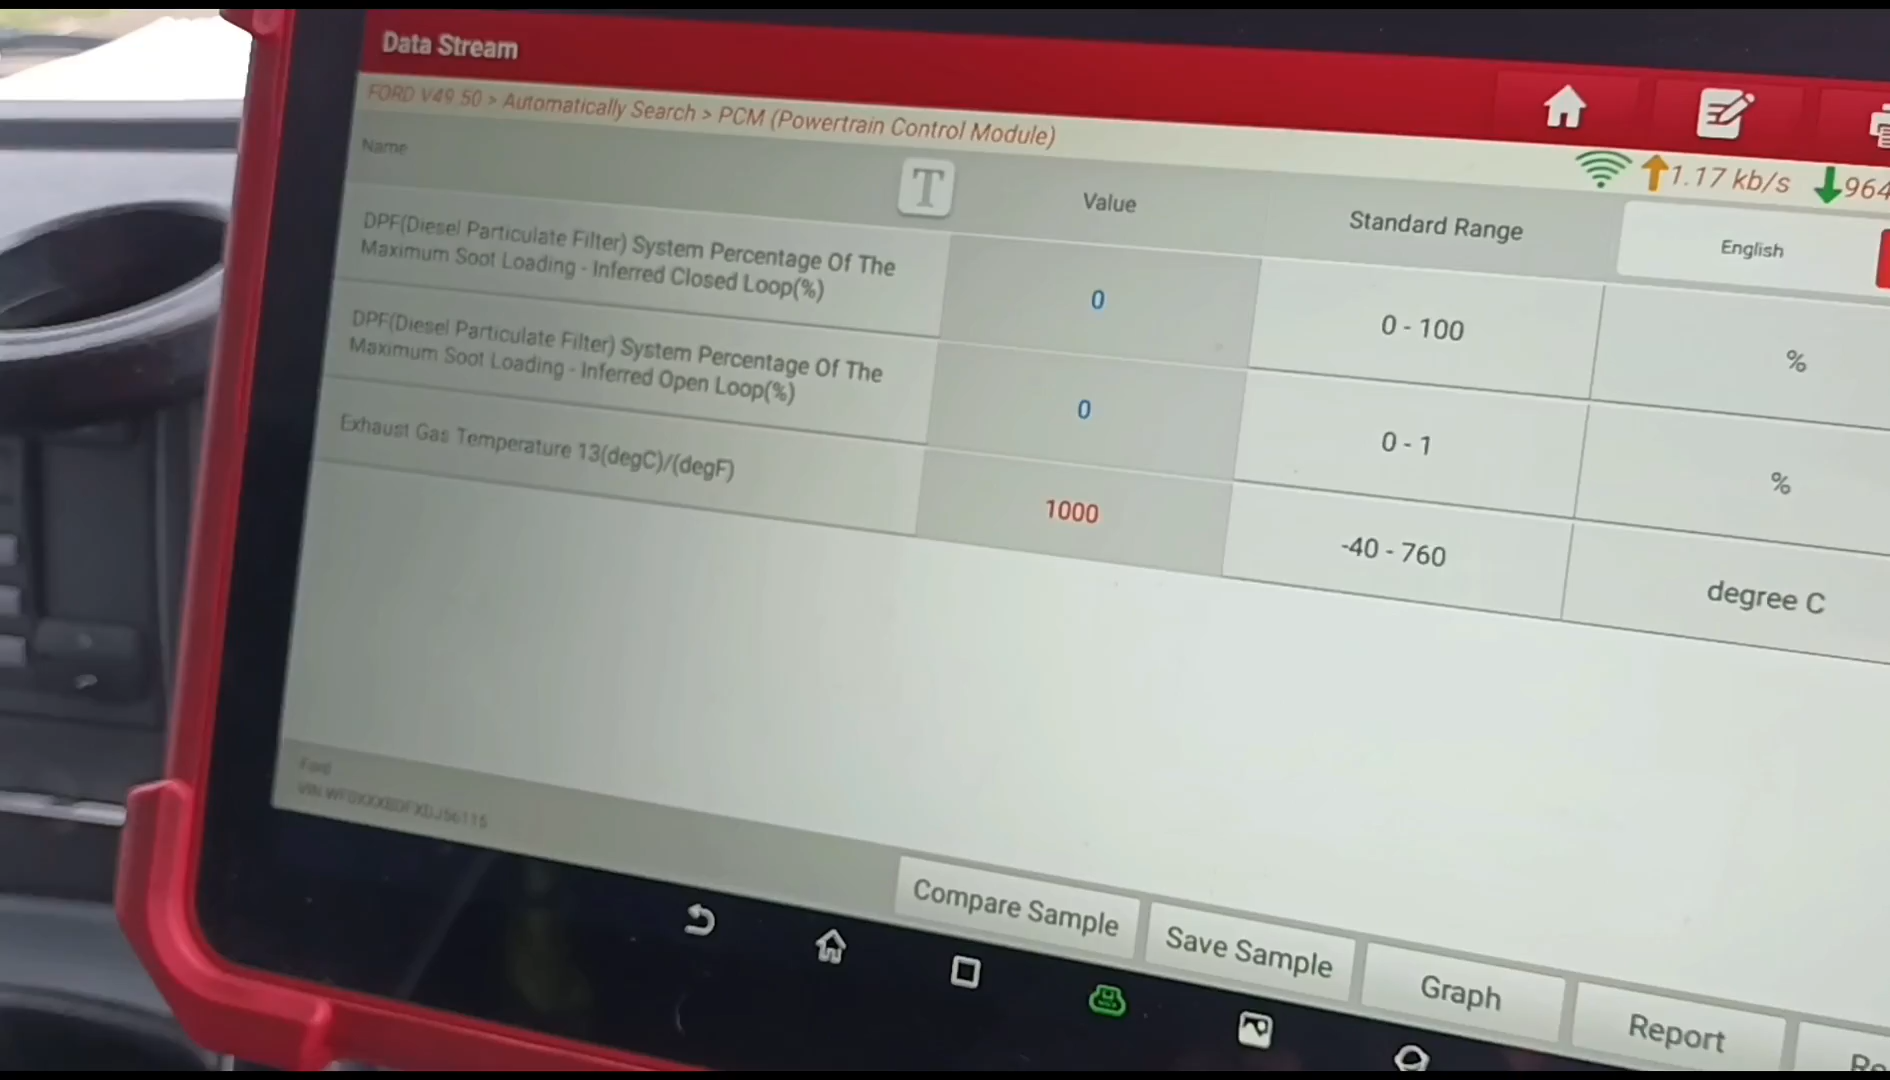 Data Stream
FORD V49.50 > Automatically Search > PCM (Powertrain Control Module)
1.17 kb/s
964
Name
T
Value
Standard Range
English
DPF(Diesel Particulate Filter) System Percentage Of The
Maximum Soot Loading - Inferred Closed Loop(%)
0
0 - 100
%
DPF(Diesel Particulate Filter) System Percentage Of The
Maximum Soot Loading - Inferred Open Loop(%)
0
0 - 1
%
Exhaust Gas Temperature 13(degC)/(degF)
1000
-40 - 760
degree C
Ford
VIN
Compare Sample
Save Sample
Graph
Report